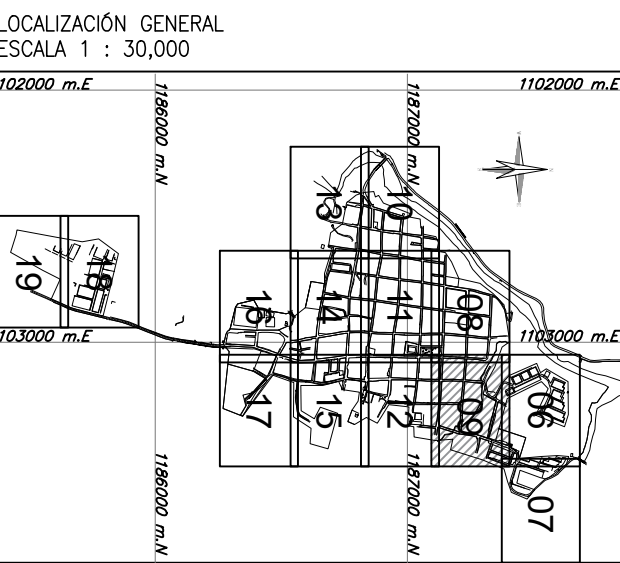 LOCALIZACIÓN GENERAL
ESCALA 1 : 30,000
1102000 m.E
1102000 m.E
1186000 m.N
1187000 m.N
13
10
19
18
16
14
11
08
1103000 m.E
1103000 m.E
17
15
12
09
06
07
1186000 m.N
1187000 m.N